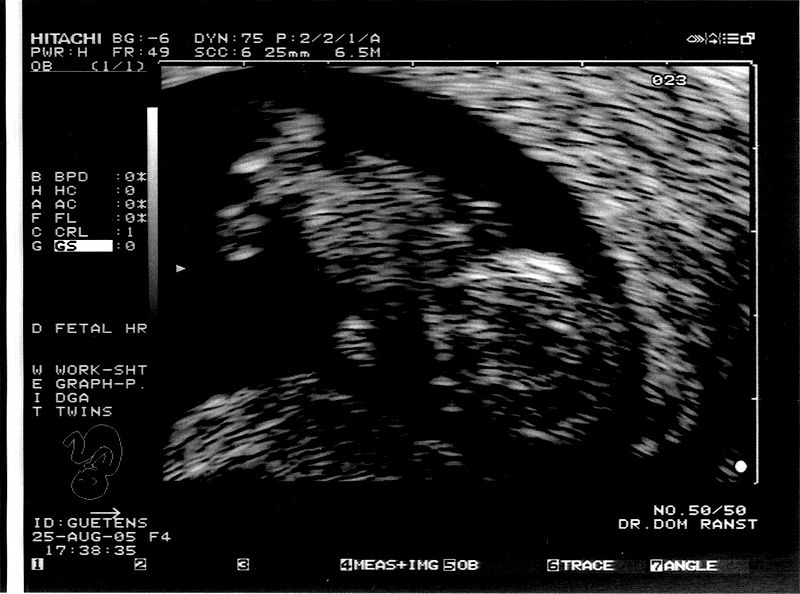 HITACHI BG:-6 DYN:75 P:2/2/1/A
PWR:H FR:49 SCC:6 25mm 6.5M
OB (1/1)
023
B BPD :0*
H HC :0
A AC :0*
F FL :0*
C CRL :1
G GS :0
D FETAL HR
W WORK-SHT
E GRAPH-P.
I DGA
T TWINS
NO.50/50
DR.DOM RANST
ID:GUETENS
25-AUG-05 F4
17:38:35
1 2 3 4MEAS+IMG 5OB 6TRACE 7ANGLE